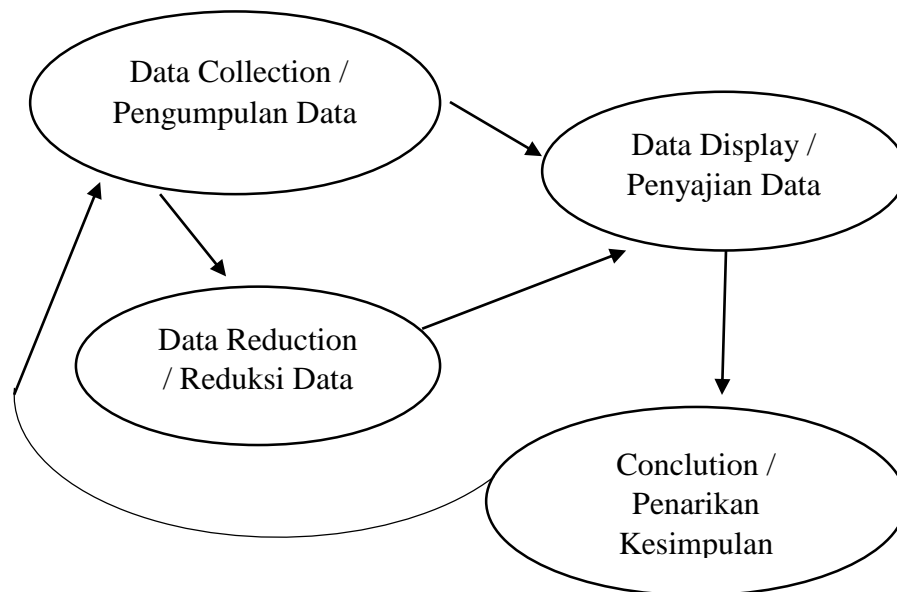 Data Collection /
Pengumpulan Data
Data Display /
Penyajian Data
Data Reduction
/ Reduksi Data
Conclution /
Penarikan
Kesimpulan